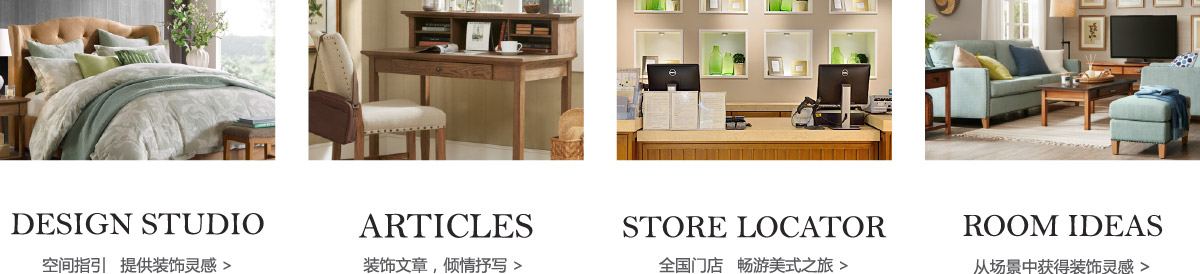 DESIGN STUDIO
空间指引 提供装饰灵感 >
ARTICLES
装饰文章，倾情抒写 >
STORE LOCATOR
全国门店 畅游美式之旅 >
ROOM IDEAS
从场景中获得装饰灵感 >